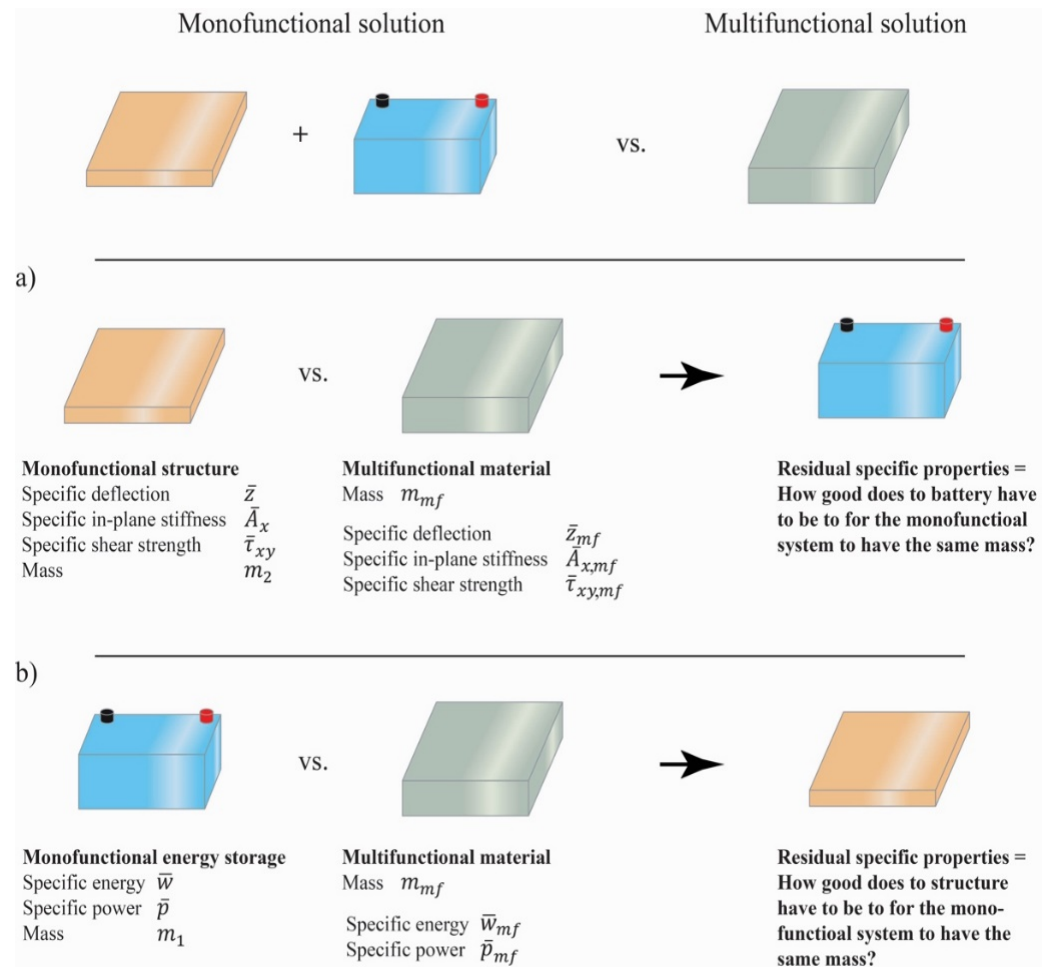 Monofunctional solution Multifunctional solution
+ vs.
a)
vs.
Monofunctional structure
Specific deflection z̄
Specific in-plane stiffness Āₓ
Specific shear strength τ̄ₓᵧ
Mass m₂
Multifunctional material
Mass m_mf
Specific deflection z̄_mf
Specific in-plane stiffness Ā_x,mf
Specific shear strength τ̄_xy,mf
Residual specific properties =
How good does to battery have
to be to for the monofunctioal
system to have the same mass?
b)
vs.
Monofunctional energy storage
Specific energy w̄
Specific power p̄
Mass m₁
Multifunctional material
Mass m_mf
Specific energy w̄_mf
Specific power p̄_mf
Residual specific properties =
How good does to structure
have to be to for the mono-
functioal system to have the
same mass?